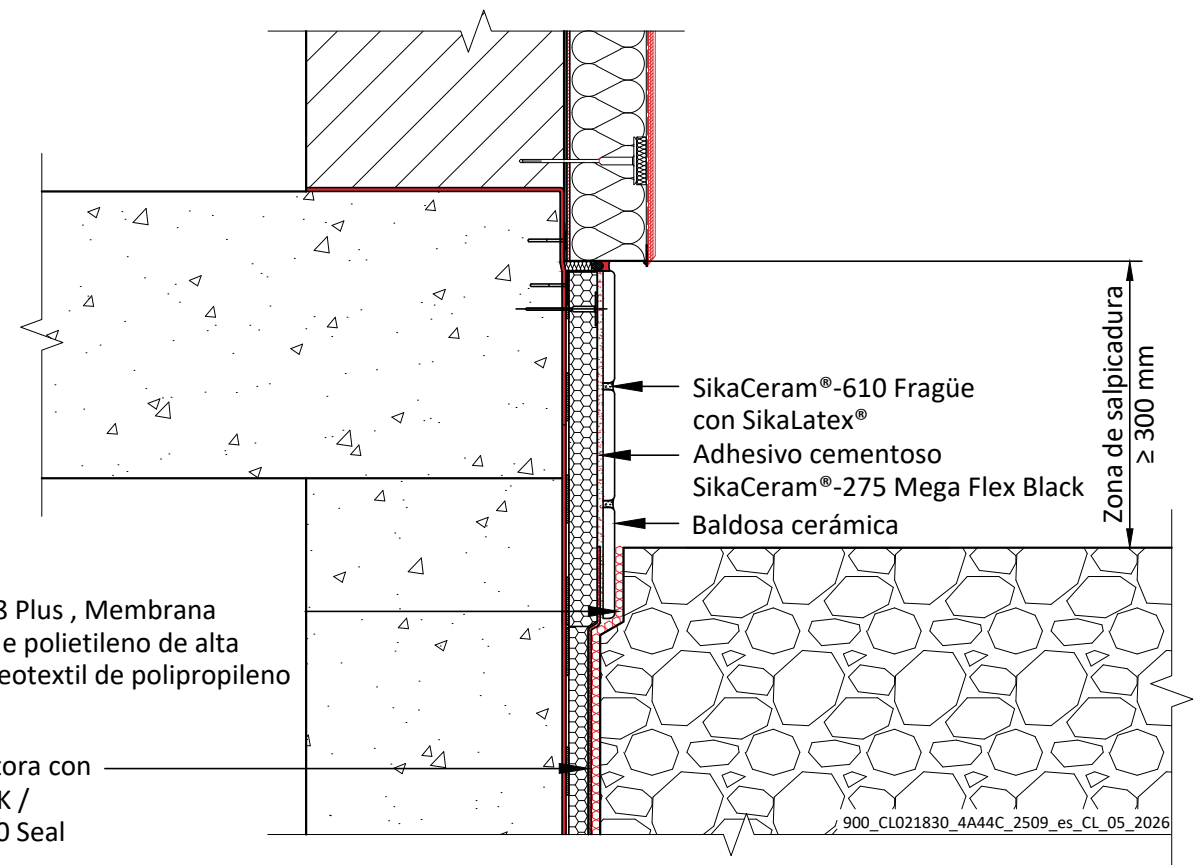 SikaCeram®-610 Fragüe
con SikaLatex®
Adhesivo cementoso
SikaCeram®-275 Mega Flex Black
Baldosa cerámica
Zona de salpicadura
≥ 300 mm
8 Plus , Membrana
e polietileno de alta
eotextil de polipropileno
tora con
K /
0 Seal
900_CL021830_4A44C_2509_es_CL_05_2026